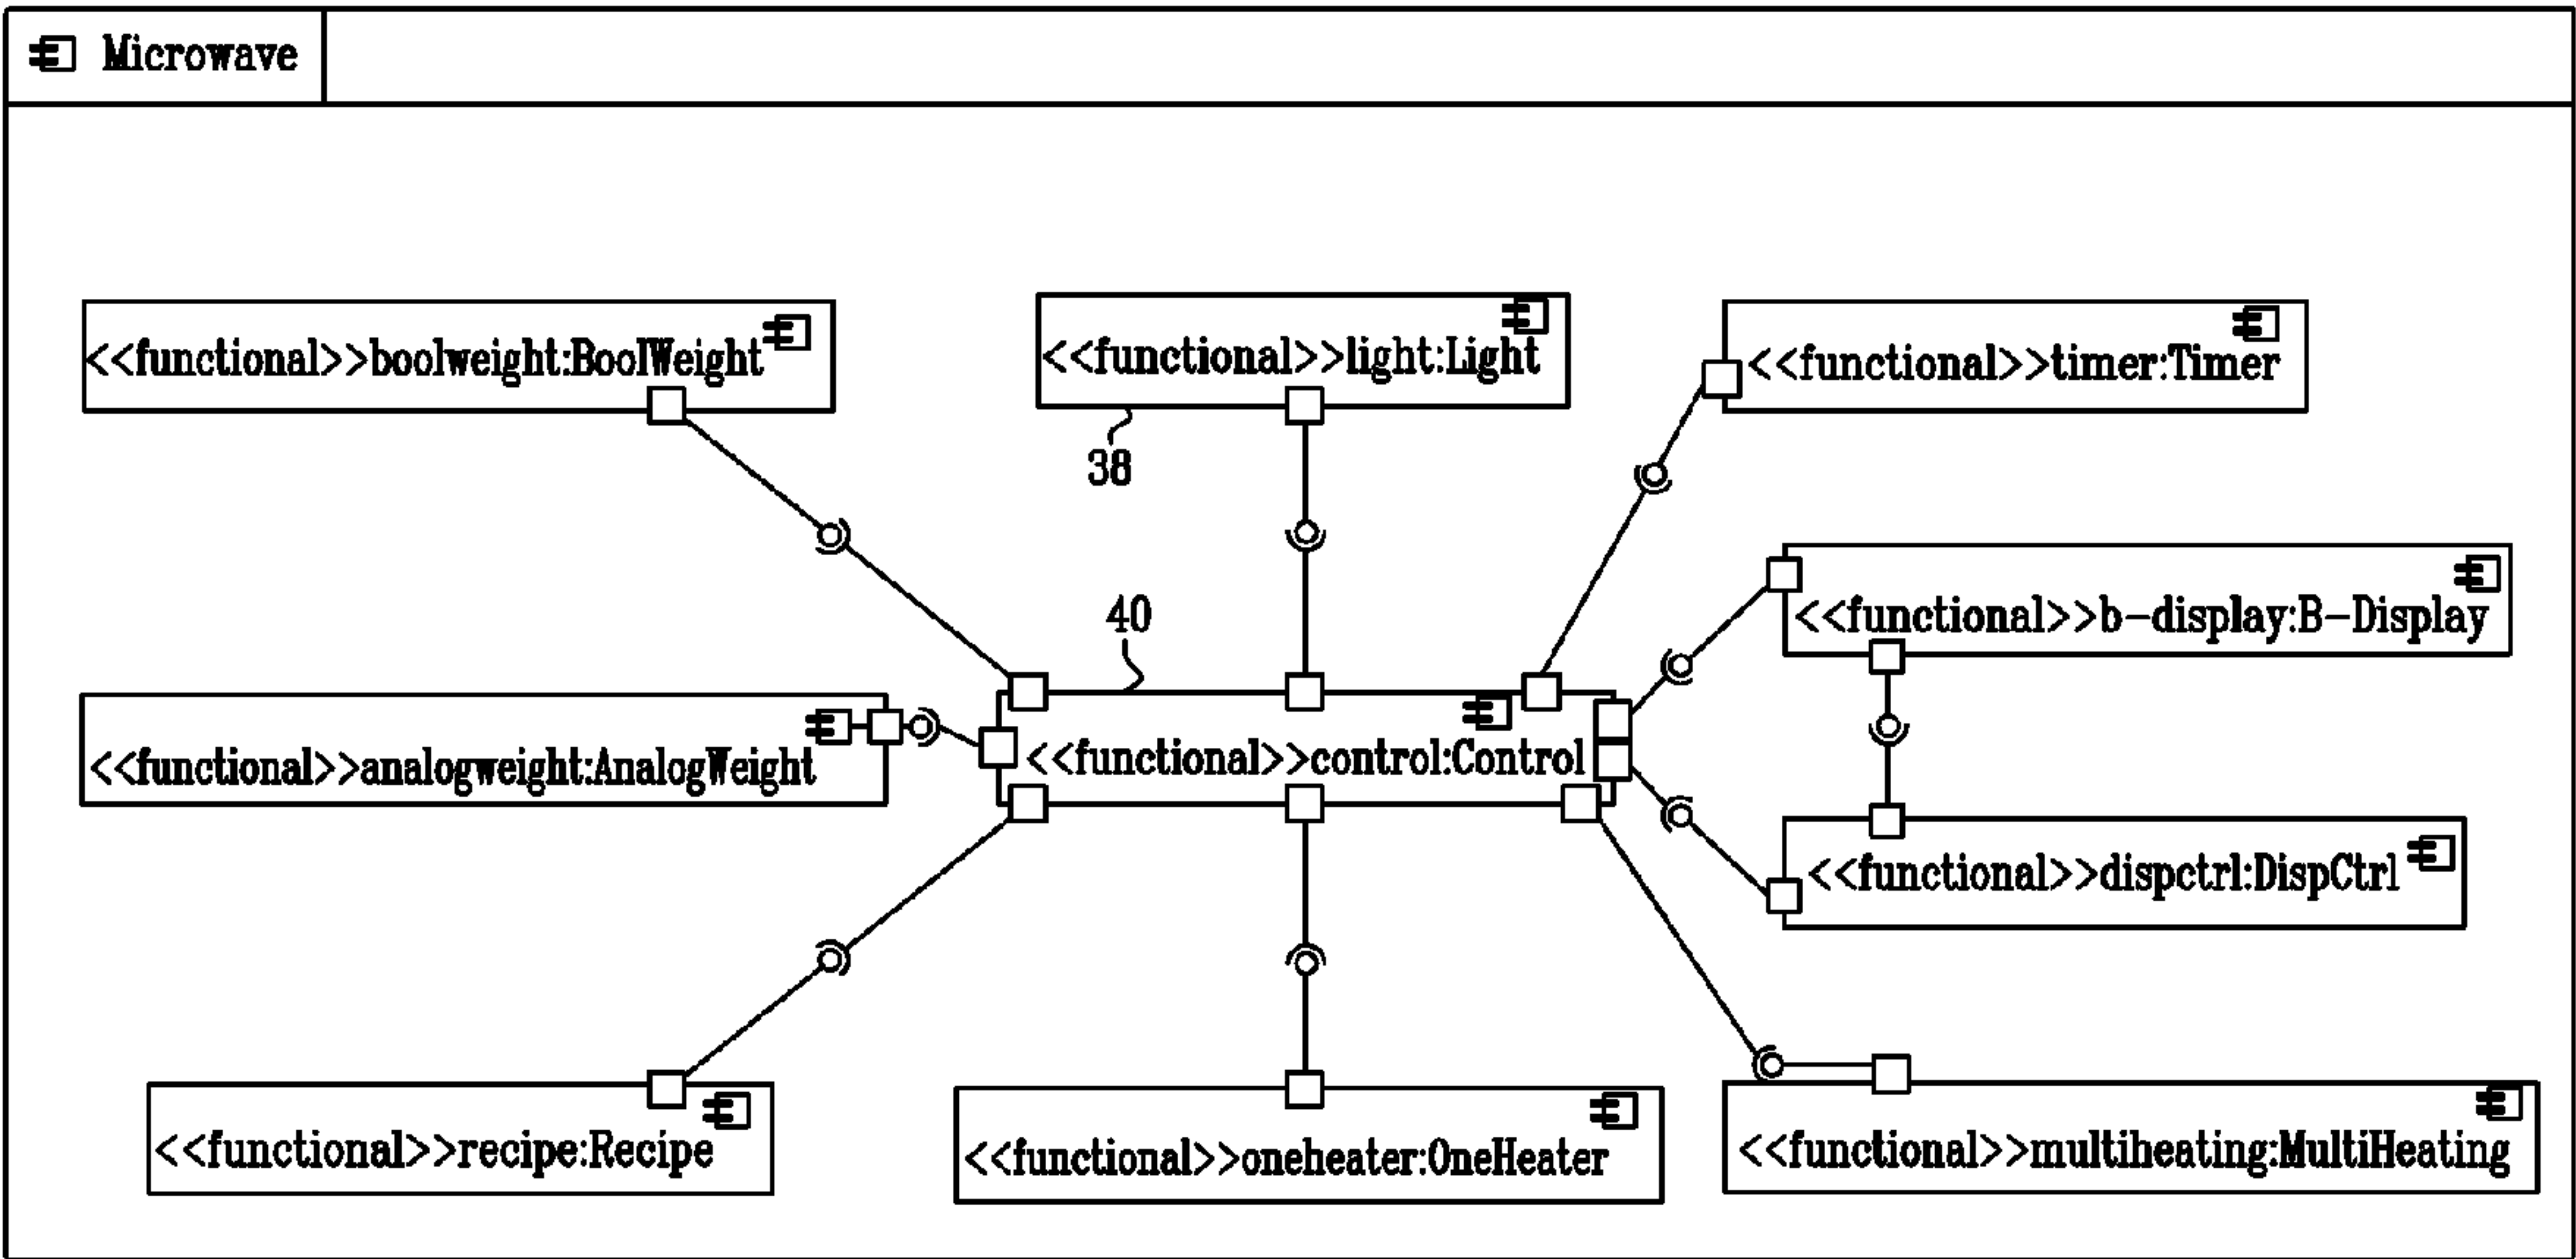 Microwave
<<functional>>boolweight:BoolWeight
<<functional>>light:Light
<<functional>>timer:Timer
38
<<functional>>b-display:B-Display
40
<<functional>>analogweight:AnalogWeight
<<functional>>control:Control
<<functional>>dispctrl:DispCtrl
<<functional>>recipe:Recipe
<<functional>>oneheater:OneHeater
<<functional>>multiheating:MultiHeating